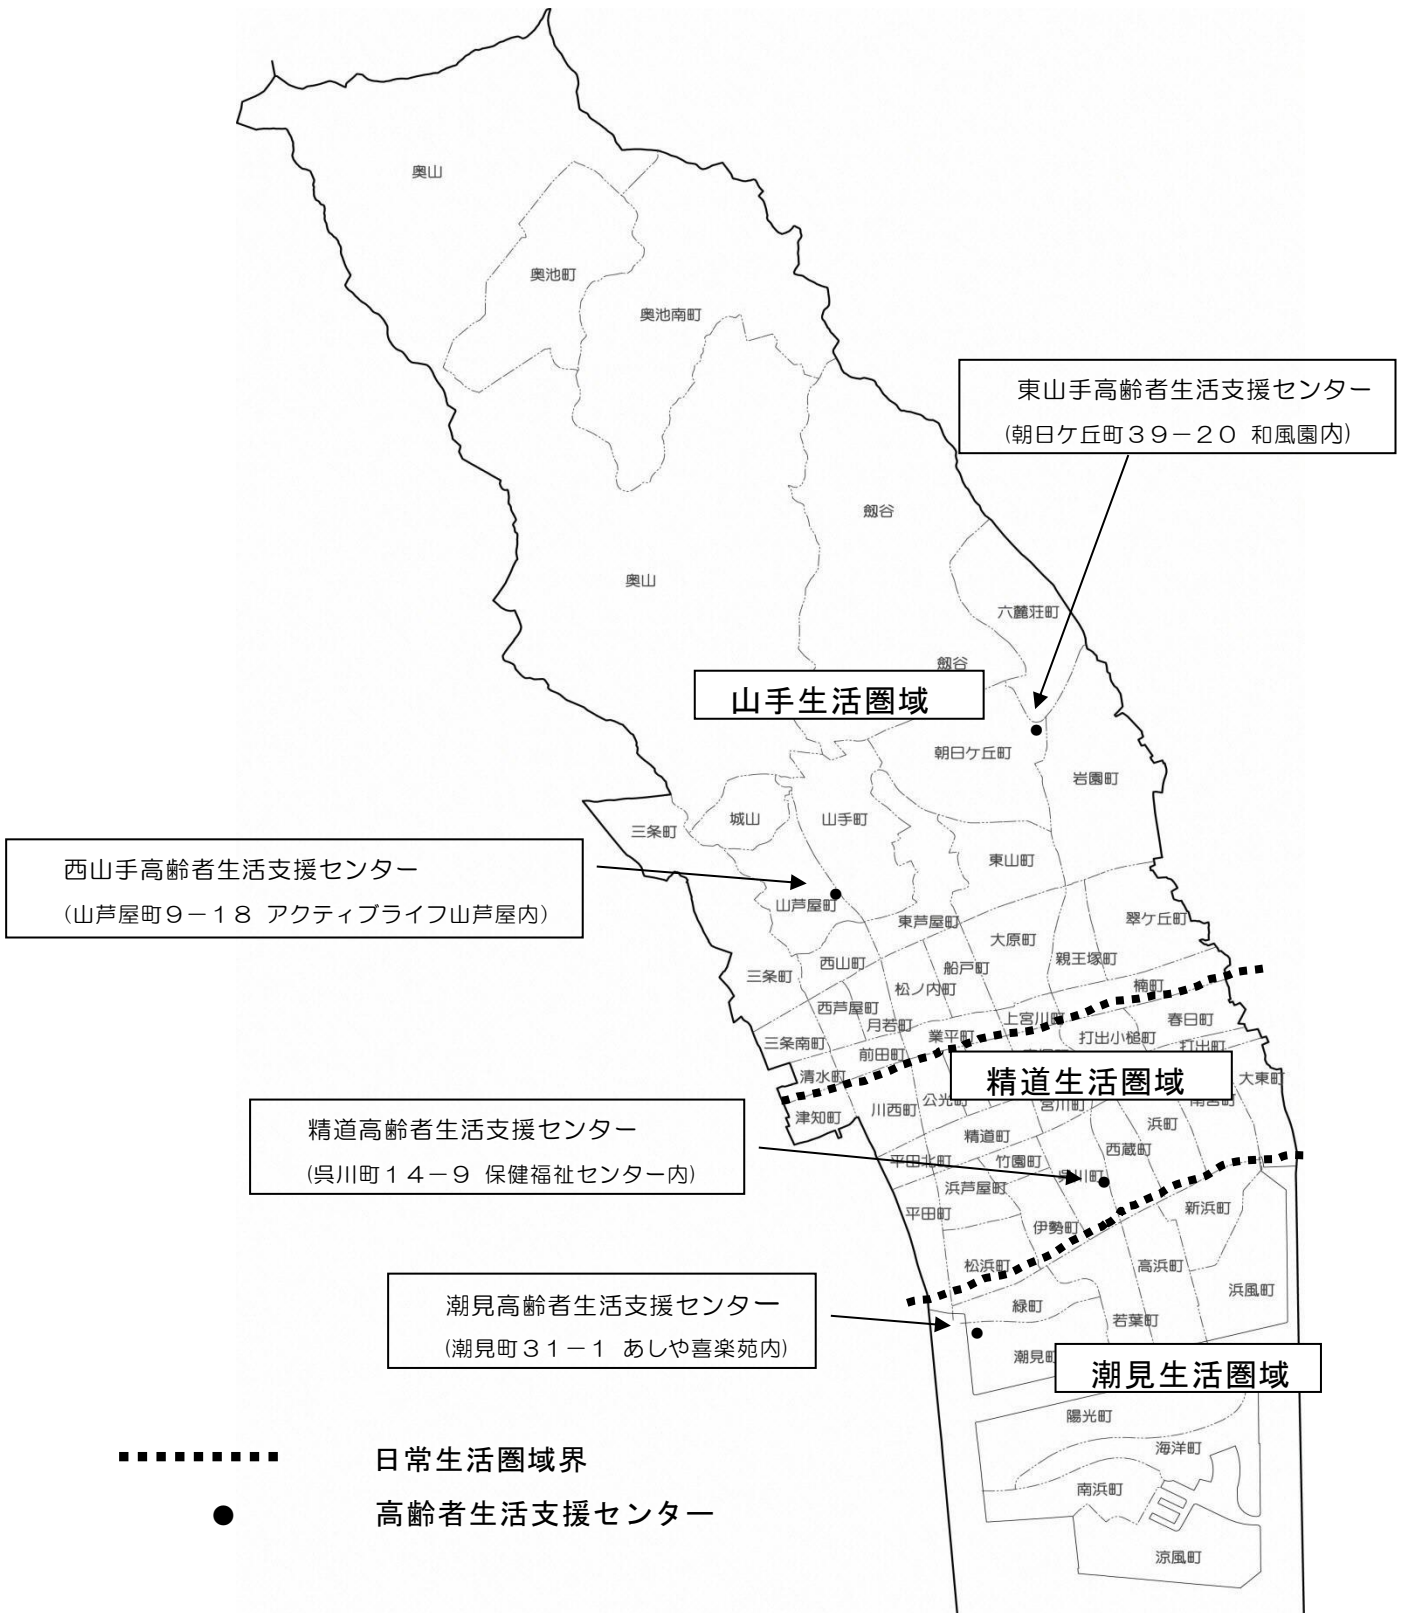 奥山
奥池町
奥池南町
東山手高齢者生活支援センター
(朝日ケ丘町39-20 和風園内)
劔谷
奥山
六麓荘町
劔谷
山手生活圏域
朝日ケ丘町
岩園町
三条町
城山
山手町
東山町
西山手高齢者生活支援センター
(山芦屋町9-18 アクティブライフ山芦屋内)
山芦屋町
東芦屋町
翠ケ丘町
大原町
親王塚町
西山町
船戸町
三条町
松ノ内町
楠町
西芦屋町
月若町
上宮川町
春日町
業平町
打出小槌町
三条南町
前田町
打出町
清水町
精道生活圏域
大東町
津知町
川西町
公光町
宮川町
浜町
精道高齢者生活支援センター
(呉川町14-9 保健福祉センター内)
精道町
西蔵町
平田北町
竹園町
呉川町
浜芦屋町
平田町
新浜町
伊勢町
松浜町
高浜町
浜風町
潮見高齢者生活支援センター
(潮見町31-1 あしや喜楽苑内)
緑町
若葉町
潮見町
潮見生活圏域
陽光町
海洋町
日常生活圏域界
南浜町
高齢者生活支援センター
涼風町